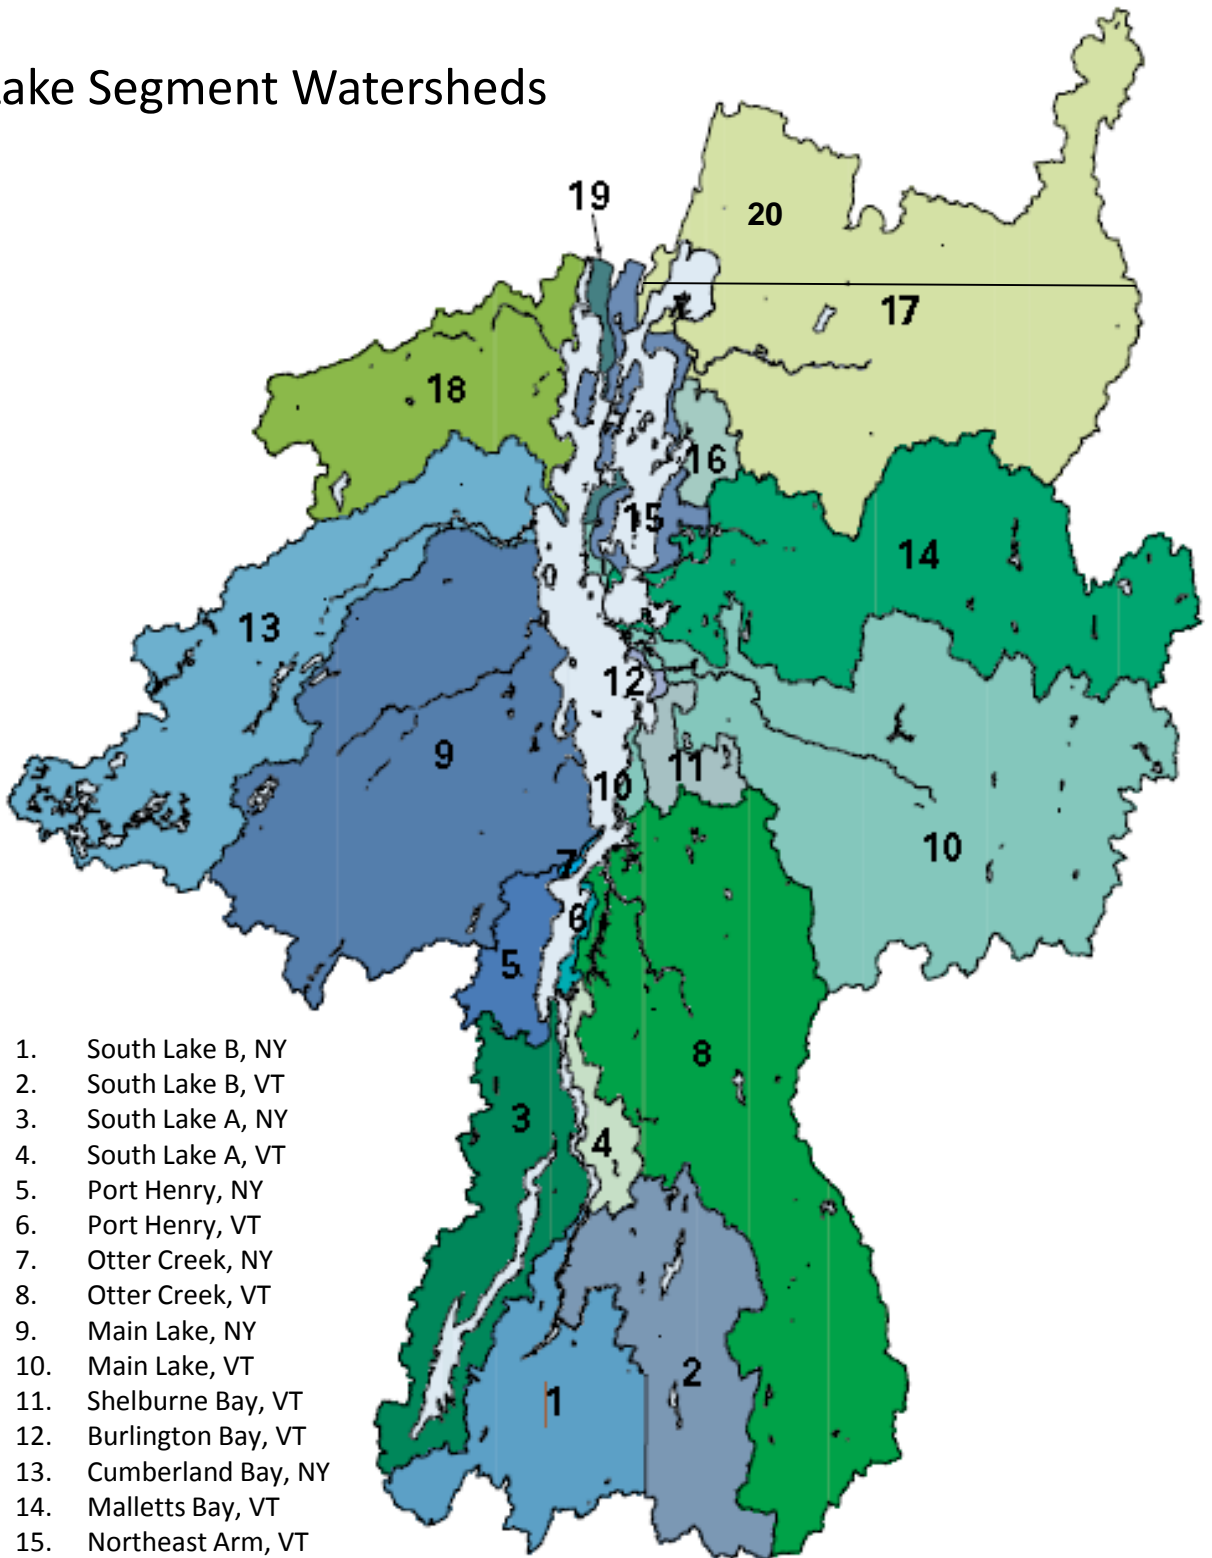 ake Segment Watersheds
19
20
17
18
16
15
14
13
12
9
11
10
10
7
6
5
8
3
4
2
1
1. South Lake B, NY
2. South Lake B, VT
3. South Lake A, NY
4. South Lake A, VT
5. Port Henry, NY
6. Port Henry, VT
7. Otter Creek, NY
8. Otter Creek, VT
9. Main Lake, NY
10. Main Lake, VT
11. Shelburne Bay, VT
12. Burlington Bay, VT
13. Cumberland Bay, NY
14. Malletts Bay, VT
15. Northeast Arm, VT